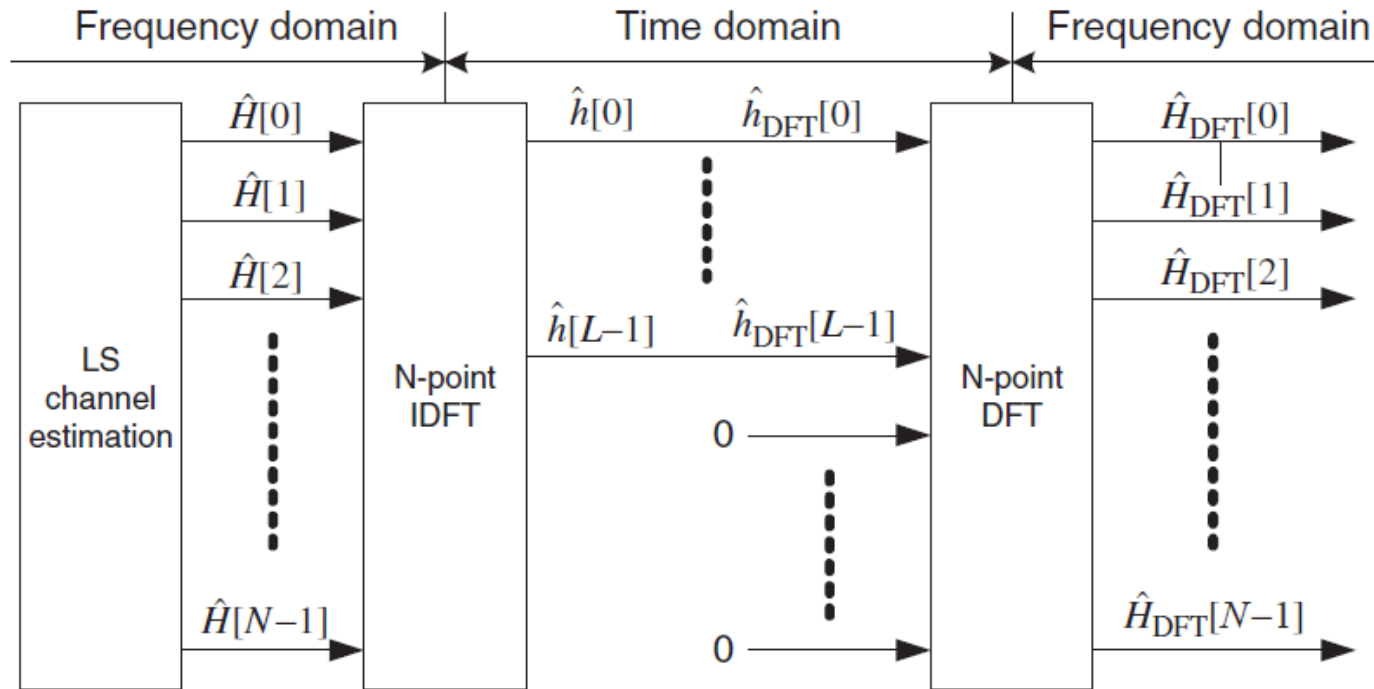 Frequency domain
Time domain
Frequency domain
Ĥ[0]
ĥ[0]
ĥ_DFT[0]
Ĥ_DFT[0]
Ĥ[1]
Ĥ_DFT[1]
Ĥ[2]
Ĥ_DFT[2]
ĥ[L–1]
ĥ_DFT[L–1]
LS
channel
estimation
N-point
IDFT
N-point
DFT
0
Ĥ[N–1]
0
Ĥ_DFT[N–1]